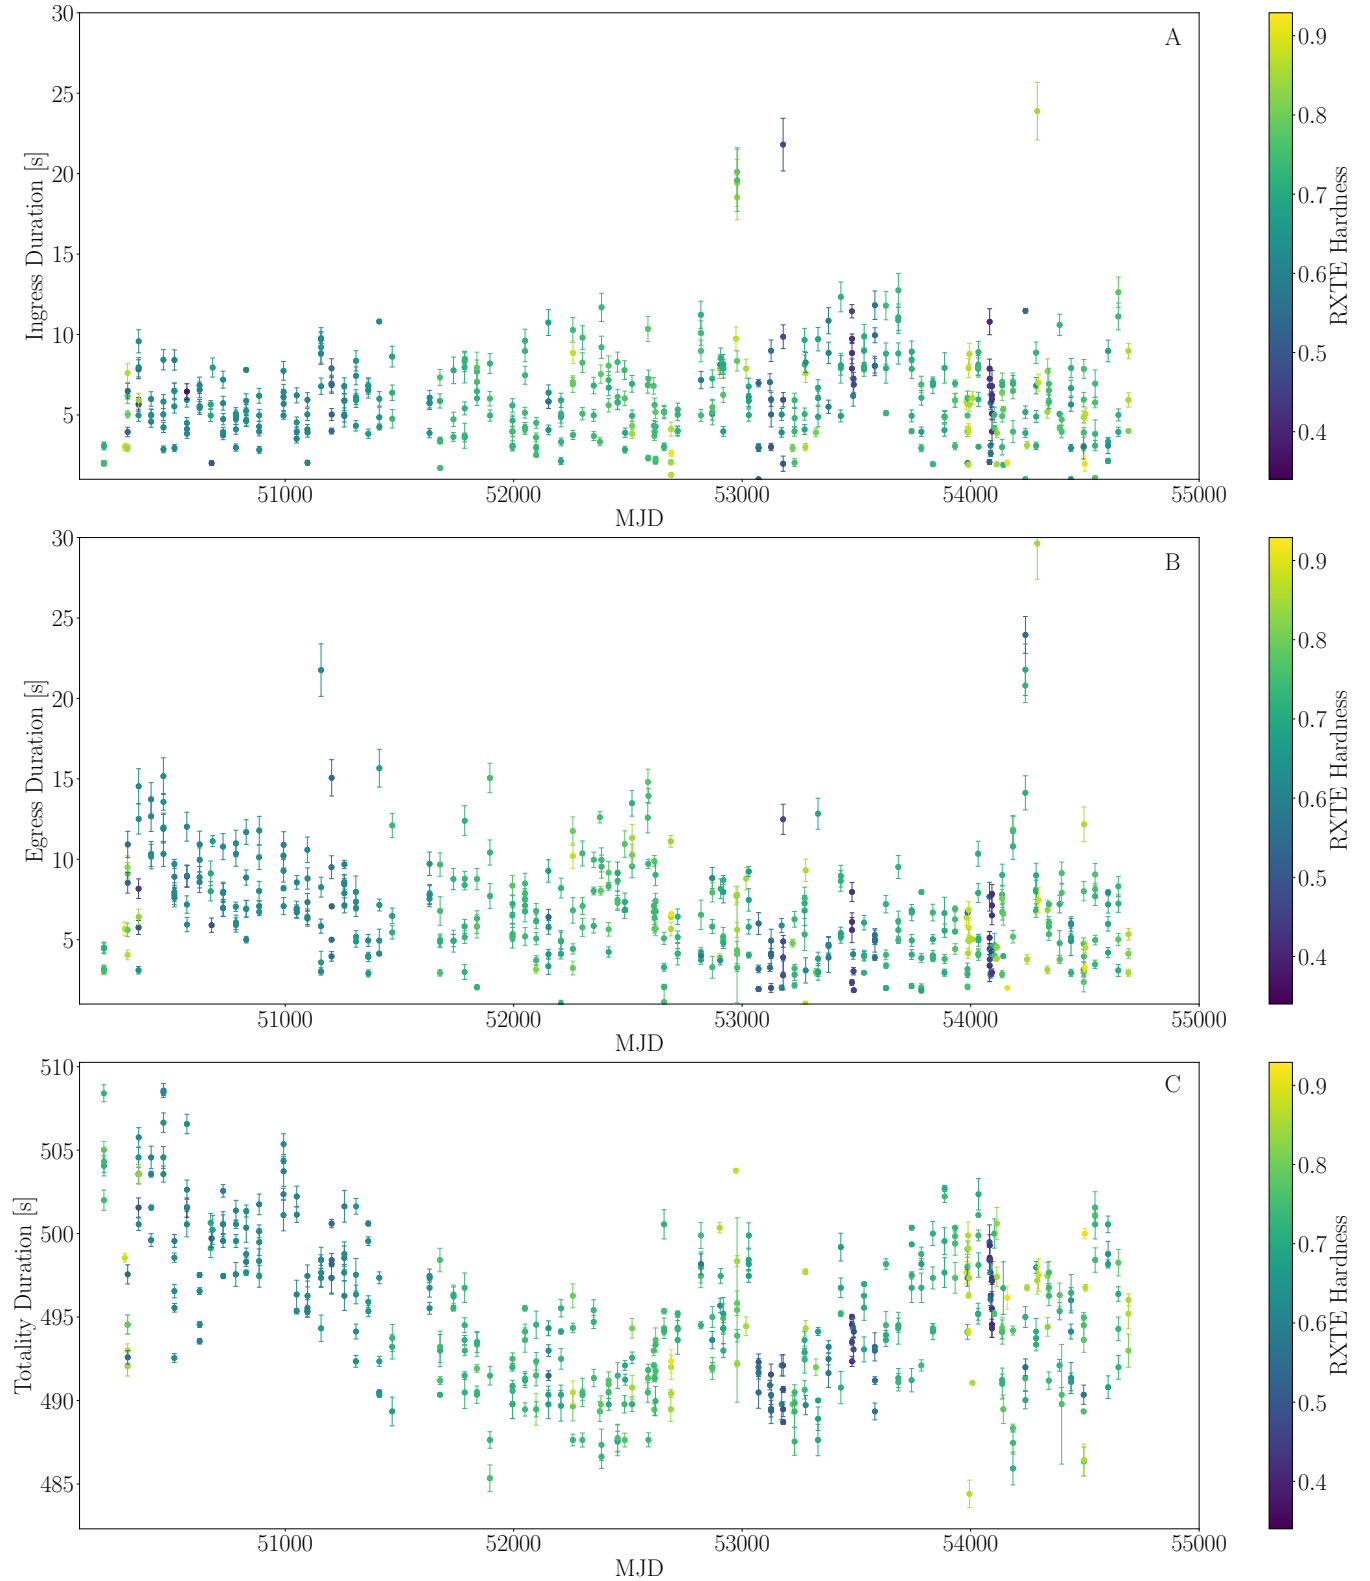 A
30
25
20
15
10
5
Ingress Duration [s]
51000 52000 53000 54000 55000
MJD
0.9
0.8
0.7
0.6
0.5
0.4
RXTE Hardness
B
30
25
20
15
10
5
Egress Duration [s]
51000 52000 53000 54000 55000
MJD
0.9
0.8
0.7
0.6
0.5
0.4
RXTE Hardness
C
510
505
500
495
490
485
Totality Duration [s]
51000 52000 53000 54000 55000
MJD
0.9
0.8
0.7
0.6
0.5
0.4
RXTE Hardness